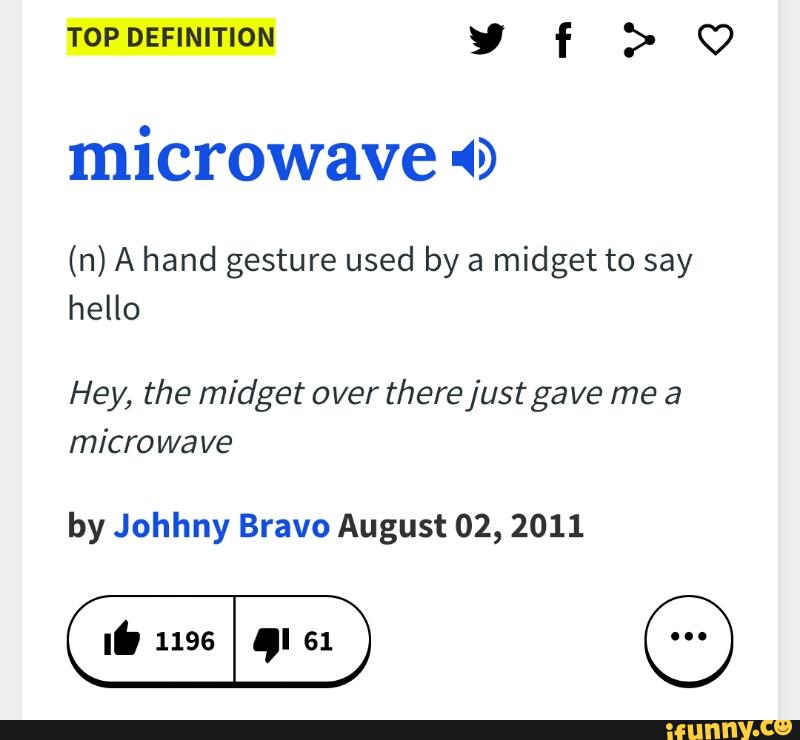 TOP DEFINITION
microwave
(n) A hand gesture used by a midget to say
hello
Hey, the midget over there just gave me a
microwave
by Johhny Bravo August 02, 2011
1196 61
ifunny.co